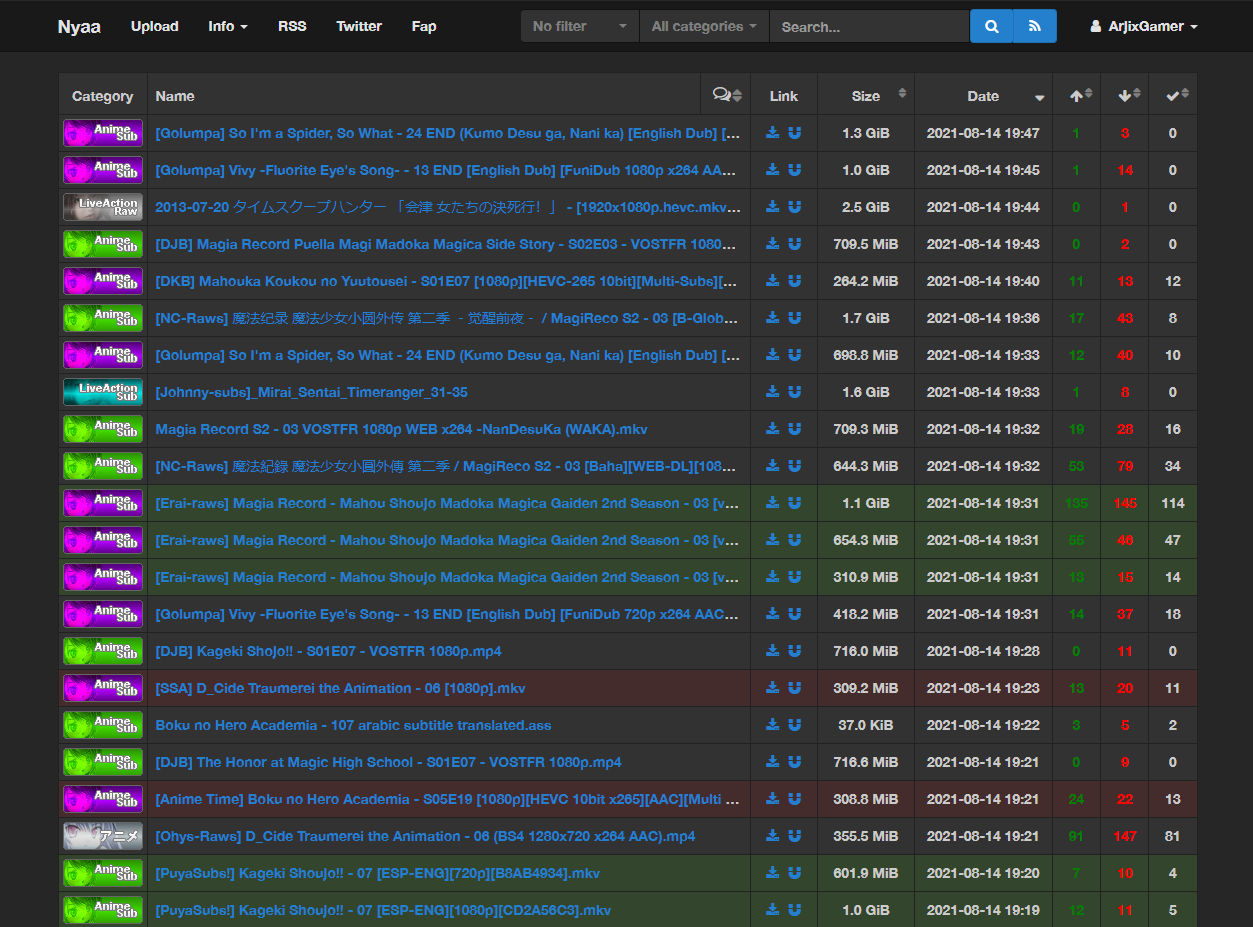 Nyaa Upload Info RSS Twitter Fap No filter All categories Search... ArjixGamer
Category Name Link Size Date
Anime Sub [Golumpa] So I'm a Spider, So What - 24 END (Kumo Desu ga, Nani ka) [English Dub] [... 1.3 GiB 2021-08-14 19:47 1 3 0
Anime Sub [Golumpa] Vivy -Fluorite Eye's Song- - 13 END [English Dub] [FuniDub 1080p x264 AA... 1.0 GiB 2021-08-14 19:45 1 14 0
LiveAction Raw 2013-07-20 タイムスクープハンター 「会津 女たちの決死行！」 - [1920x1080p.hevc.mkv... 2.5 GiB 2021-08-14 19:44 0 1 0
Anime Sub [DJB] Magia Record Puella Magi Madoka Magica Side Story - S02E03 - VOSTFR 1080... 709.5 MiB 2021-08-14 19:43 0 2 0
Anime Sub [DKB] Mahouka Koukou no Yuutousei - S01E07 [1080p][HEVC-265 10bit][Multi-Subs][... 264.2 MiB 2021-08-14 19:40 11 13 12
Anime Sub [NC-Raws] 魔法纪录 魔法少女小圆外传 第二季 －觉醒前夜－ / MagiReco S2 - 03 [B-Glob... 1.7 GiB 2021-08-14 19:36 17 43 8
Anime Sub [Golumpa] So I'm a Spider, So What - 24 END (Kumo Desu ga, Nani ka) [English Dub] [... 698.8 MiB 2021-08-14 19:33 12 40 10
LiveAction Sub [Johnny-subs]_Mirai_Sentai_Timeranger_31-35 1.6 GiB 2021-08-14 19:33 1 8 0
Anime Sub Magia Record S2 - 03 VOSTFR 1080p WEB x264 -NanDesuKa (WAKA).mkv 709.3 MiB 2021-08-14 19:32 19 28 16
Anime Sub [NC-Raws] 魔法紀錄 魔法少女小圓外傳 第二季 / MagiReco S2 - 03 [Baha][WEB-DL][108... 644.3 MiB 2021-08-14 19:32 53 79 34
Anime Sub [Erai-raws] Magia Record - Mahou Shoujo Madoka Magica Gaiden 2nd Season - 03 [v... 1.1 GiB 2021-08-14 19:31 135 145 114
Anime Sub [Erai-raws] Magia Record - Mahou Shoujo Madoka Magica Gaiden 2nd Season - 03 [v... 654.3 MiB 2021-08-14 19:31 55 46 47
Anime Sub [Erai-raws] Magia Record - Mahou Shoujo Madoka Magica Gaiden 2nd Season - 03 [v... 310.9 MiB 2021-08-14 19:31 13 15 14
Anime Sub [Golumpa] Vivy -Fluorite Eye's Song- - 13 END [English Dub] [FuniDub 720p x264 AAC... 418.2 MiB 2021-08-14 19:31 14 37 18
Anime Sub [DJB] Kageki Shojo!! - S01E07 - VOSTFR 1080p.mp4 716.0 MiB 2021-08-14 19:28 0 11 0
Anime Sub [SSA] D_Cide Traumerei the Animation - 06 [1080p].mkv 309.2 MiB 2021-08-14 19:23 13 20 11
Anime Sub Boku no Hero Academia - 107 arabic subtitle translated.ass 37.0 KiB 2021-08-14 19:22 3 5 2
Anime Sub [DJB] The Honor at Magic High School - S01E07 - VOSTFR 1080p.mp4 716.6 MiB 2021-08-14 19:21 0 9 0
Anime Sub [Anime Time] Boku no Hero Academia - S05E19 [1080p][HEVC 10bit x265][AAC][Multi ... 308.8 MiB 2021-08-14 19:21 24 22 13
アニメ [Ohys-Raws] D_Cide Traumerei the Animation - 06 (BS4 1280x720 x264 AAC).mp4 355.5 MiB 2021-08-14 19:21 91 147 81
Anime Sub [PuyaSubs!] Kageki Shoujo!! - 07 [ESP-ENG][720p][B8AB4934].mkv 601.9 MiB 2021-08-14 19:20 7 10 4
Anime Sub [PuyaSubs!] Kageki Shoujo!! - 07 [ESP-ENG][1080p][CD2A56C3].mkv 1.0 GiB 2021-08-14 19:19 12 11 5